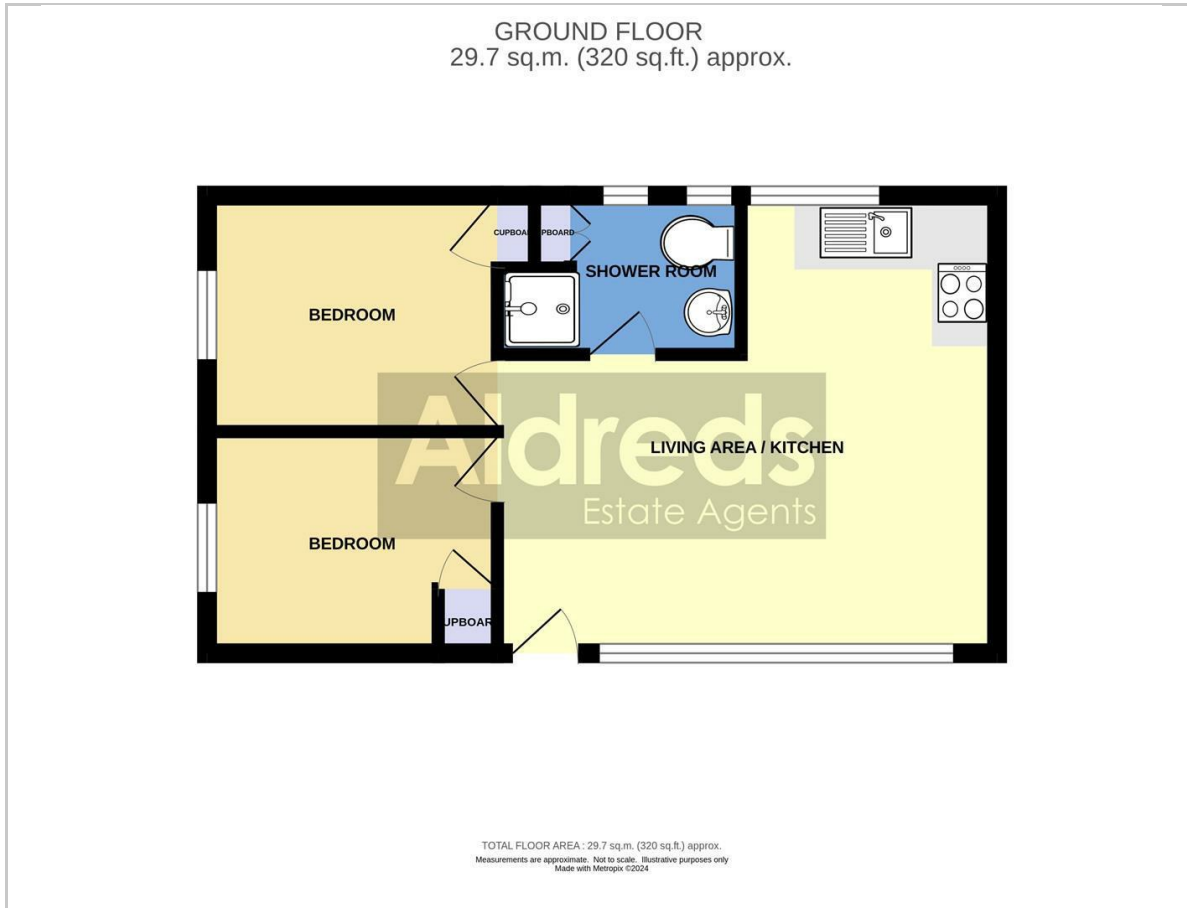 GROUND FLOOR
29.7 sq.m. (320 sq.ft.) approx.
CUPBOAR
PBOARD
SHOWER ROOM
BEDROOM
LIVING AREA / KITCHEN
Aldreds
Estate Agents
BEDROOM
UPBOAR
TOTAL FLOOR AREA : 29.7 sq.m. (320 sq.ft.) approx.
Measurements are approximate. Not to scale. Illustrative purposes only
Made with Metropix ©2024